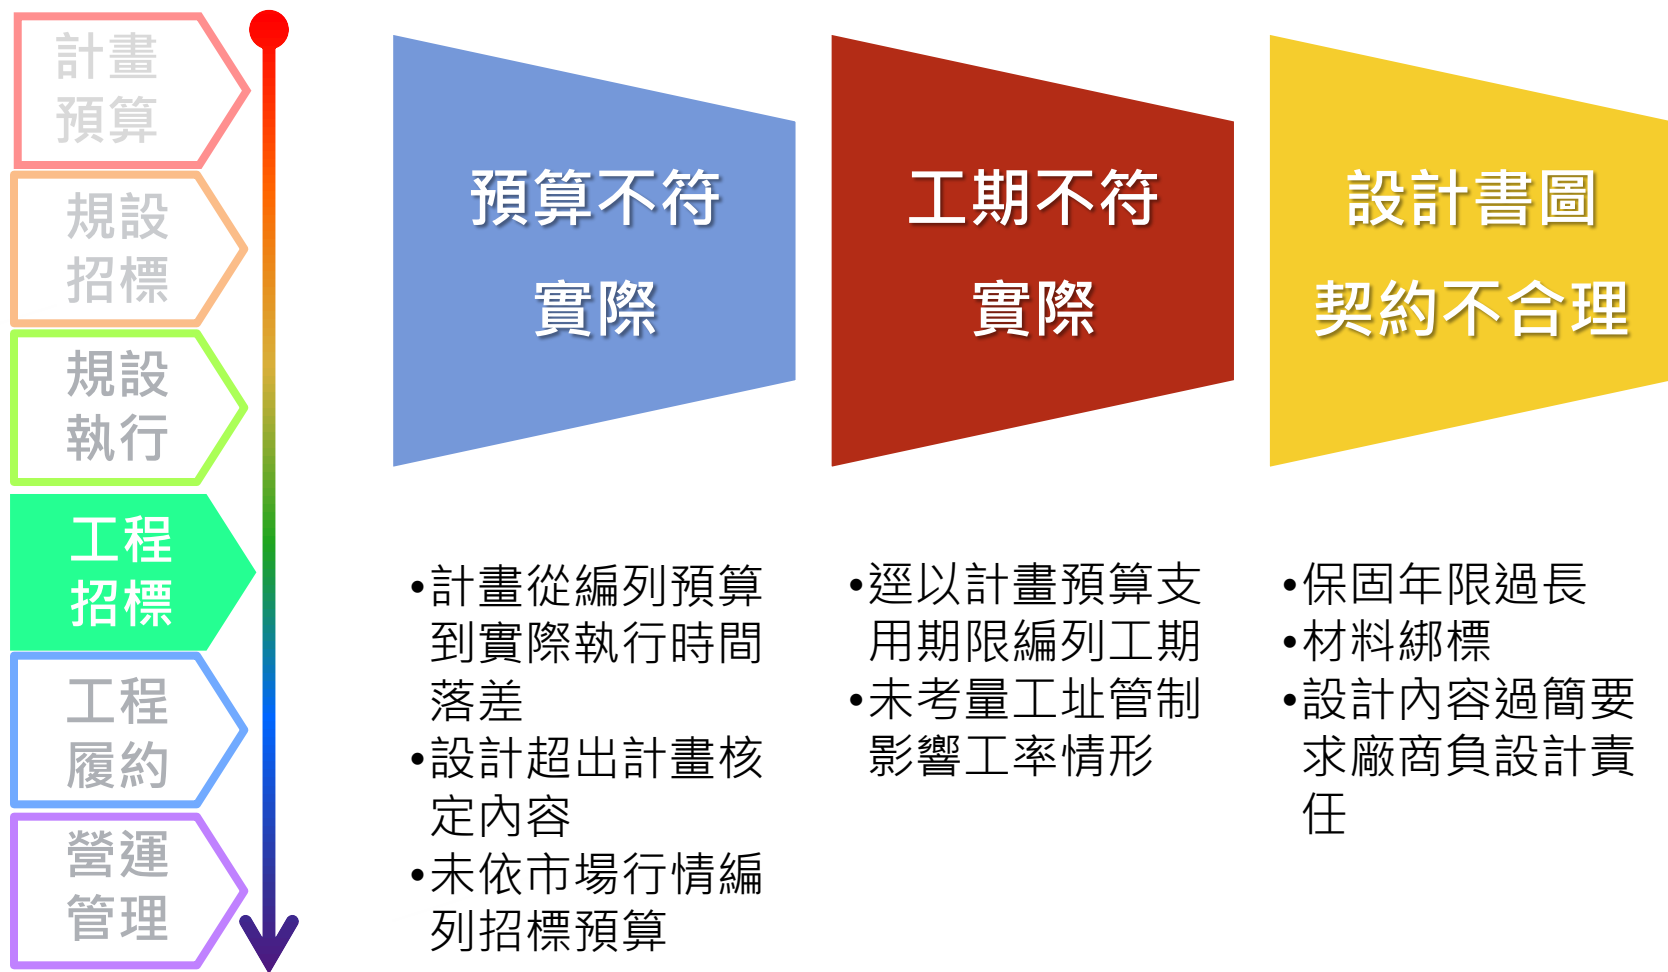 計畫
預算
規設
招標
規設
執行
工程
招標
工程
履約
營運
管理
預算不符
實際
•計畫從編列預算
到實際執行時間
落差
•設計超出計畫核
定內容
•未依市場行情編
列招標預算
工期不符
實際
•逕以計畫預算支
用期限編列工期
•未考量工址管制
影響工率情形
設計書圖
契約不合理
•保固年限過長
•材料綁標
•設計內容過簡要
求廠商負設計責
任